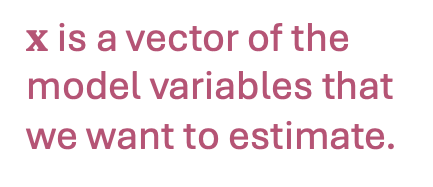 x is a vector of the
model variables that
we want to estimate.